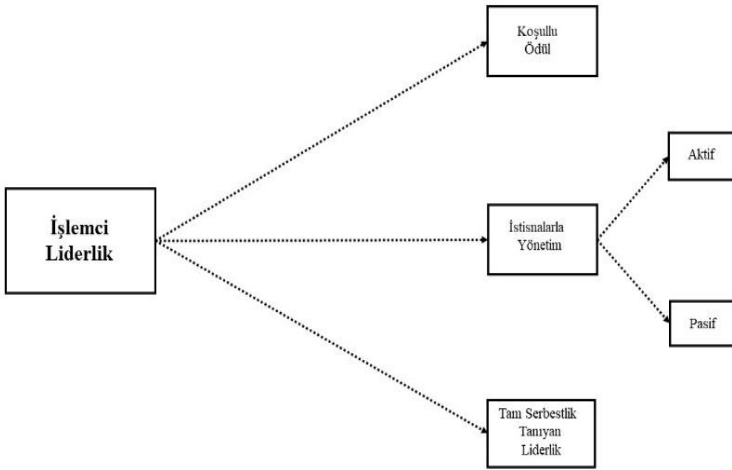 Koşullu
Ödül
Aktif
İşlemci
Liderlik
İstisnalarla
Yönetim
Pasif
Tam Serbestlik
Tanıyan
Liderlik